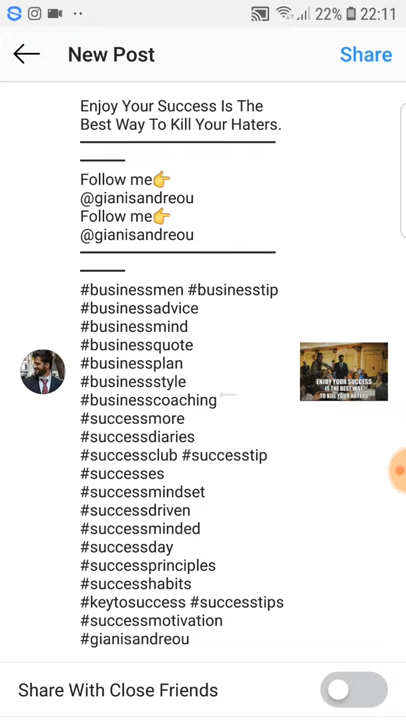 22% 22:11
New Post
Share
Enjoy Your Success Is The
Best Way To Kill Your Haters.
Follow me👉
@gianisandreou
Follow me👉
@gianisandreou
#businessmen #businesstip
#businessadvice
#businessmind
#businessquote
#businessplan
#businessstyle
#businesscoaching
#successmore
#successdiaries
#successclub #successtip
#successes
#successmindset
#successdriven
#successminded
#successday
#successprinciples
#successhabits
#keytosuccess #successtips
#successmotivation
#gianisandreou
ENJOY YOUR SUCCESS
IS THE BEST WAY
TO KILL YOUR HATERS
Share With Close Friends